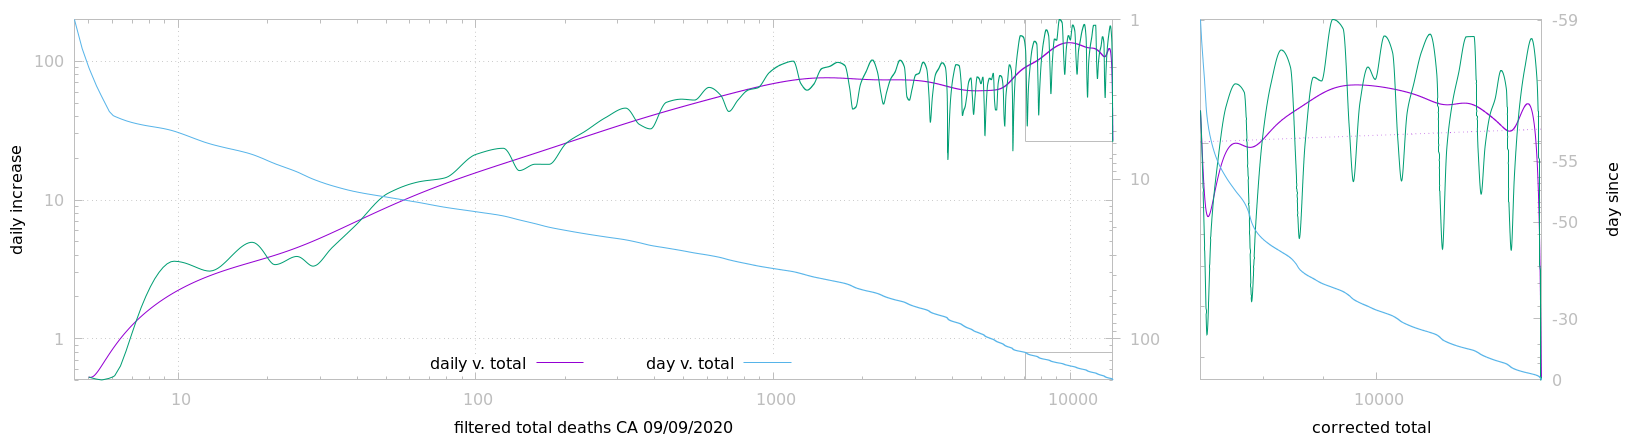 daily increase
100
10
1
daily v. total
day v. total
1
10
100
10
100
1000
10000
filtered total deaths CA 09/09/2020
-59
-55
-50
-30
0
day since
10000
corrected total